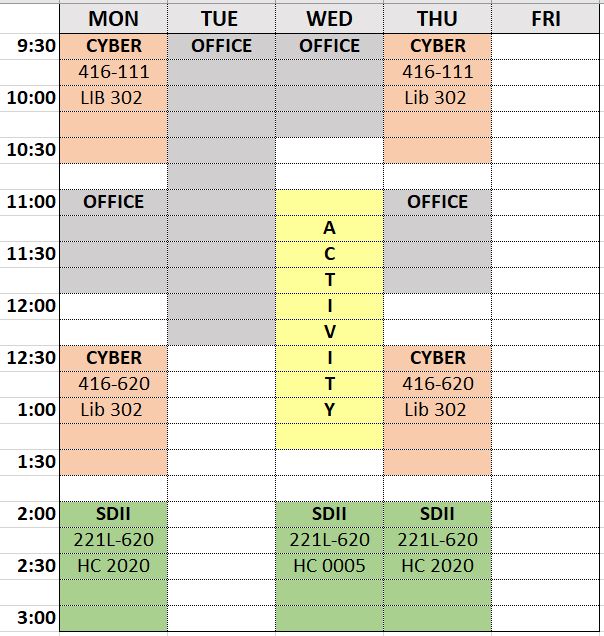 MON TUE WED THU FRI
9:30 CYBER OFFICE OFFICE CYBER
416-111 416-111
10:00 LIB 302 Lib 302
10:30
11:00 OFFICE OFFICE
A
11:30 C
T
12:00 I
V
12:30 CYBER I CYBER
416-620 T 416-620
1:00 Lib 302 Y Lib 302
1:30
2:00 SDII SDII SDII
221L-620 221L-620 221L-620
2:30 HC 2020 HC 0005 HC 2020
3:00